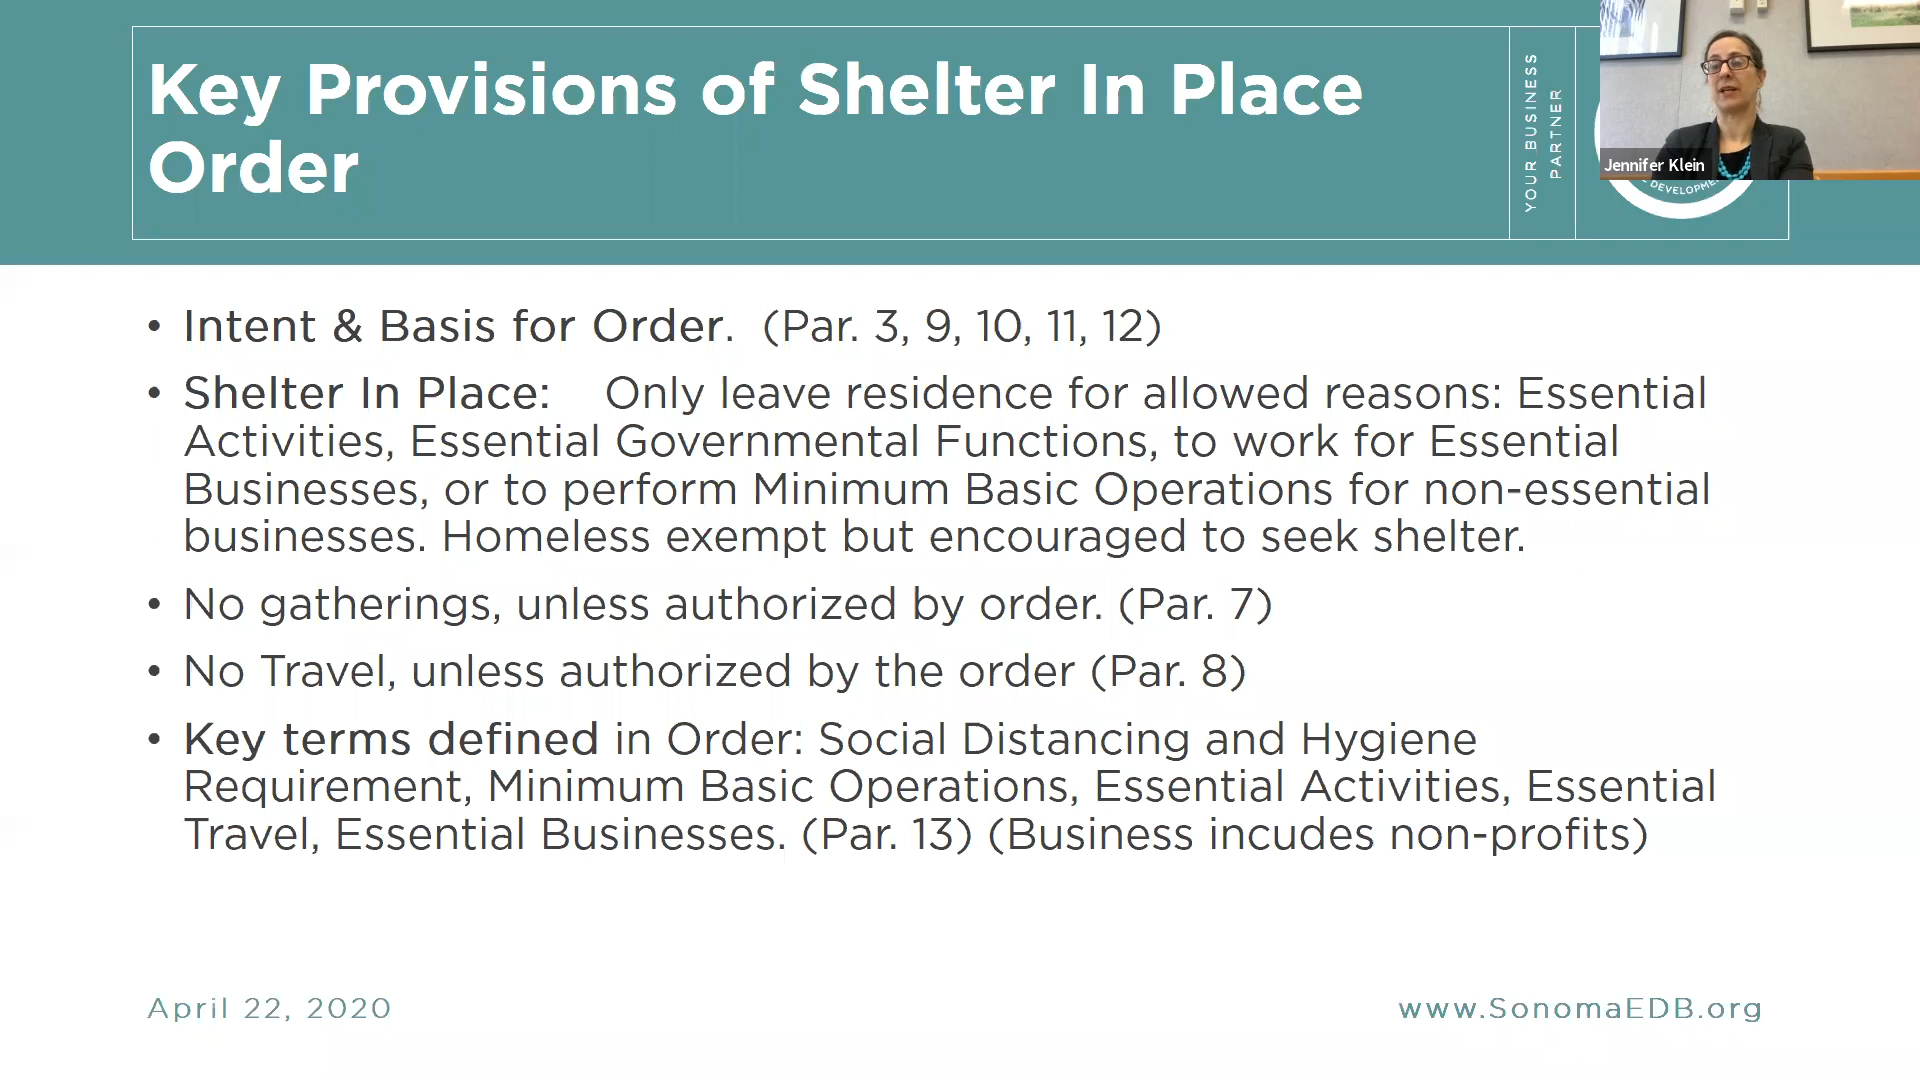 Key Provisions of Shelter In Place
Order
YOUR BUSINESS
PARTNER
Jennifer Klein
• Intent & Basis for Order.  (Par. 3, 9, 10, 11, 12)
• Shelter In Place:    Only leave residence for allowed reasons: Essential
Activities, Essential Governmental Functions, to work for Essential
Businesses, or to perform Minimum Basic Operations for non-essential
businesses. Homeless exempt but encouraged to seek shelter.
• No gatherings, unless authorized by order. (Par. 7)
• No Travel, unless authorized by the order (Par. 8)
• Key terms defined in Order: Social Distancing and Hygiene
Requirement, Minimum Basic Operations, Essential Activities, Essential
Travel, Essential Businesses. (Par. 13) (Business incudes non-profits)
April 22, 2020
www.SonomaEDB.org